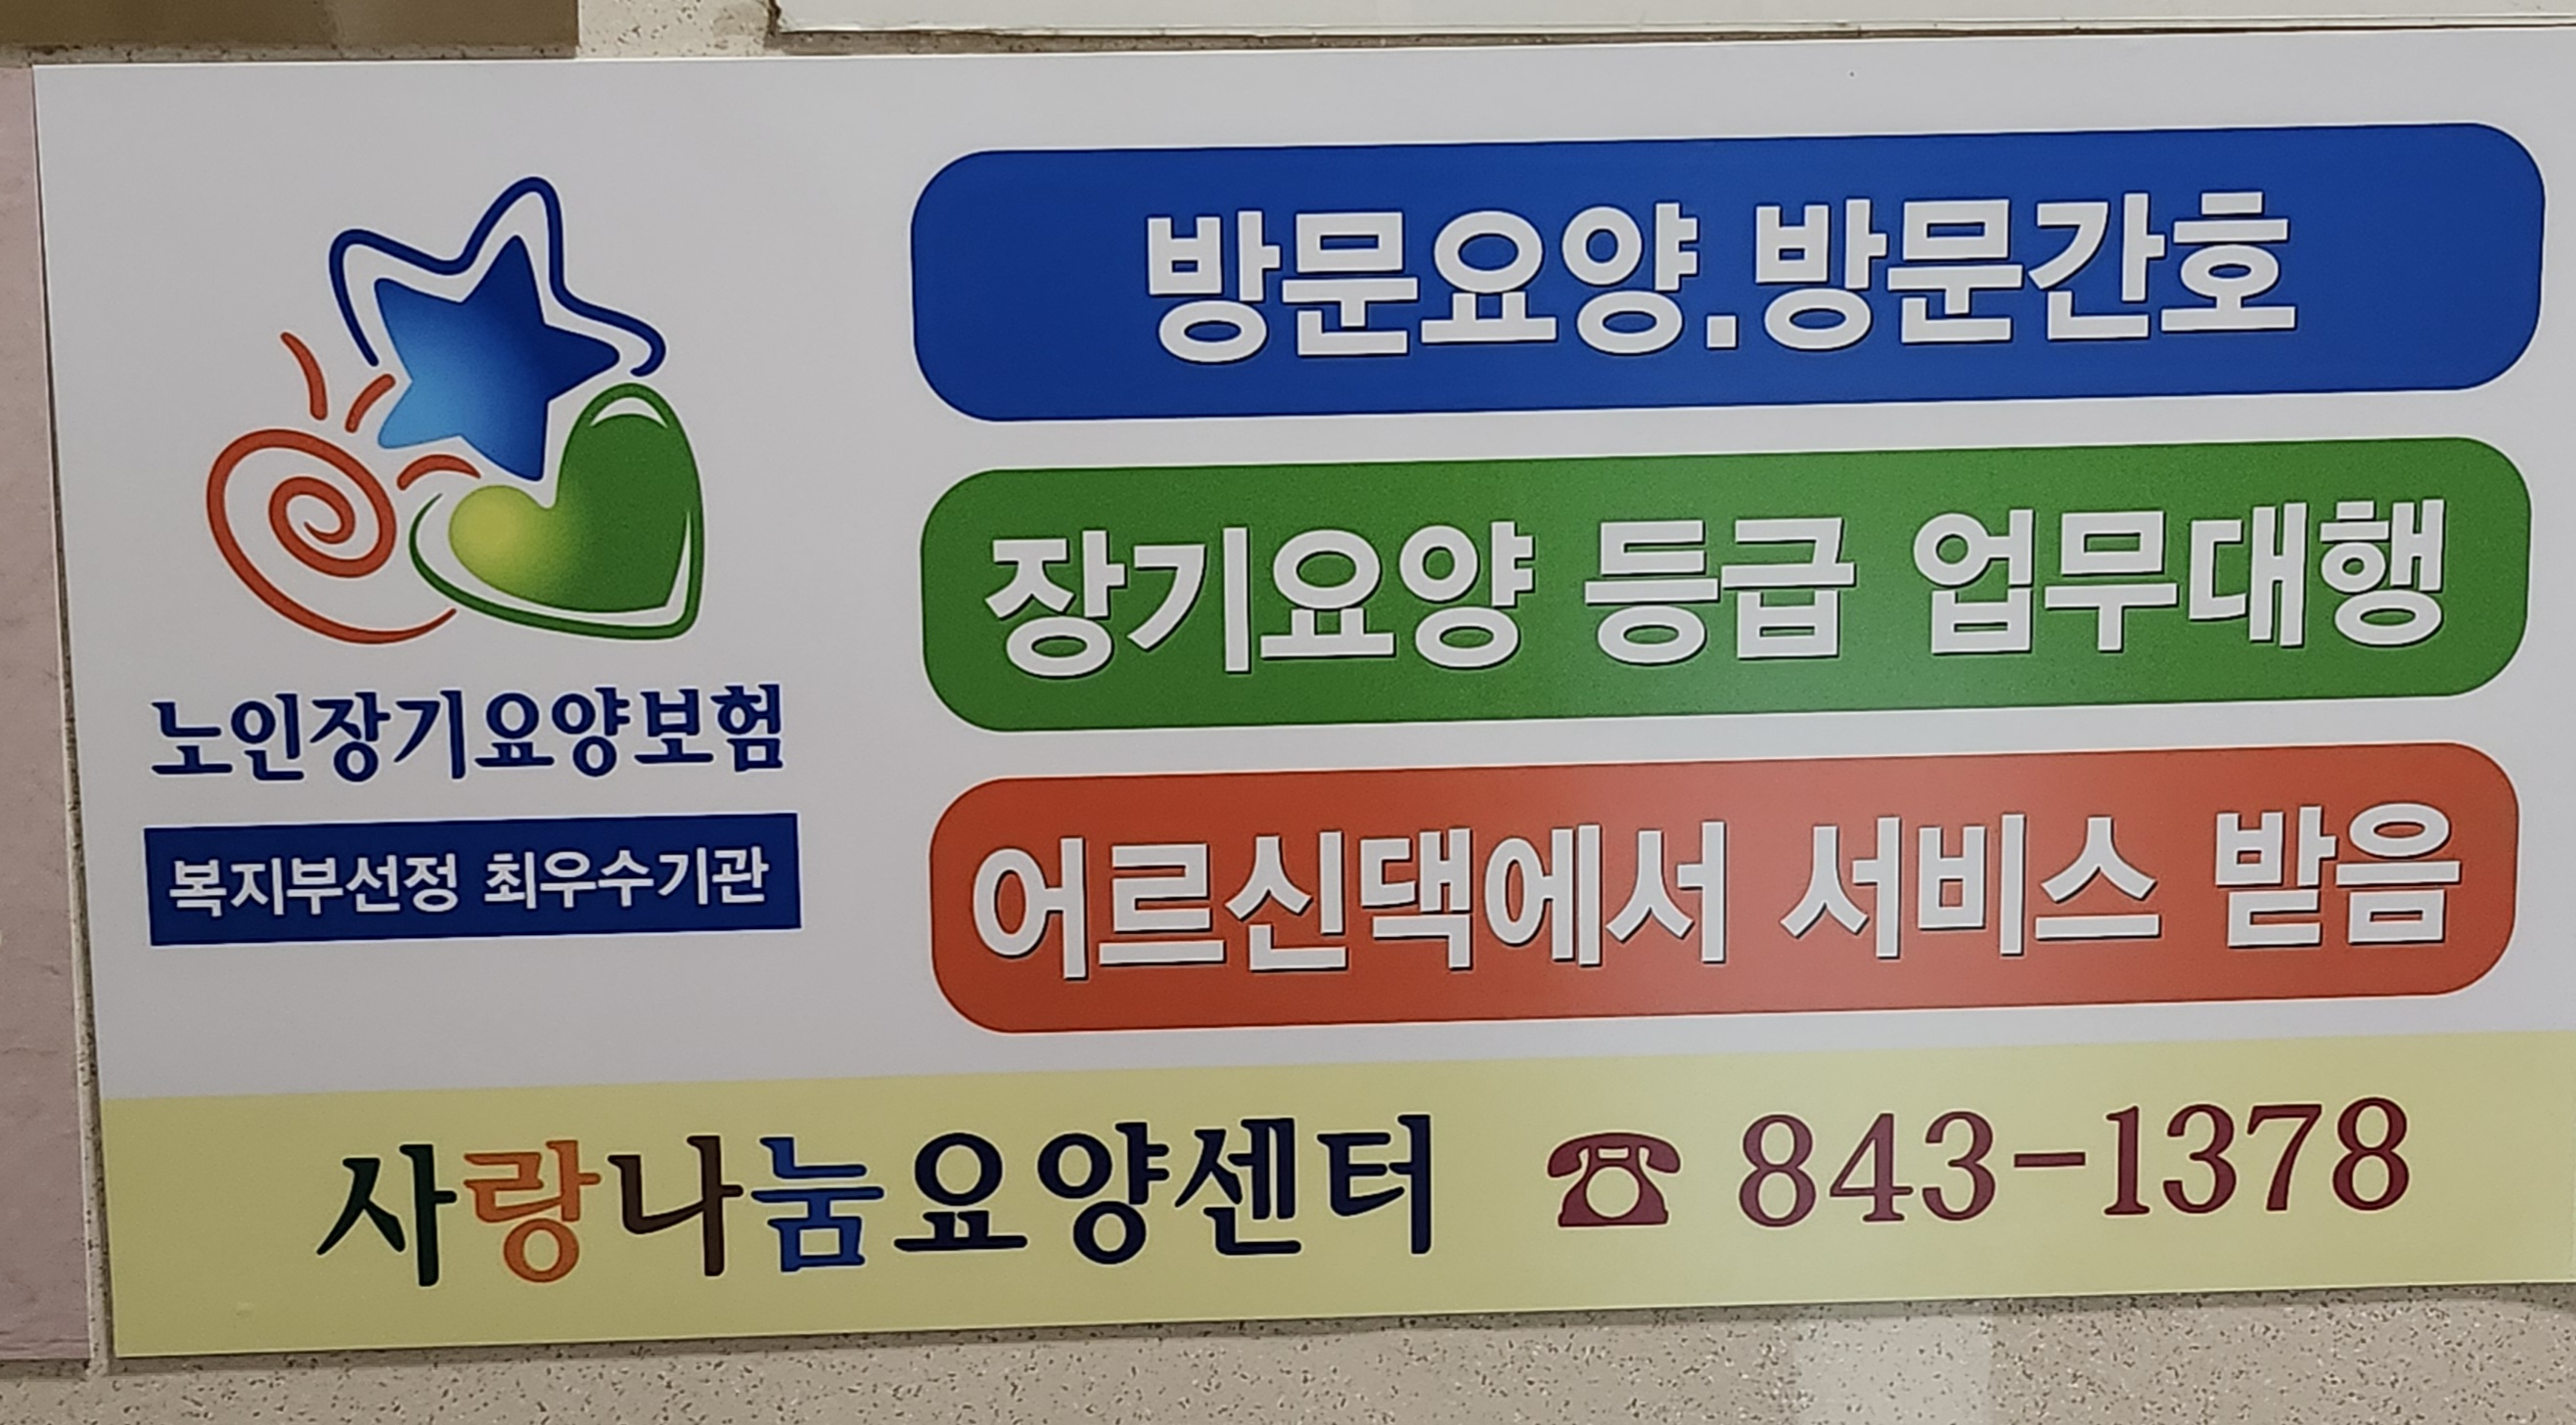 노인장기요양보험
복지부선정 최우수기관
방문요양.방문간호
장기요양 등급 업무대행
어르신댁에서 서비스 받음
사랑나눔요양센터 ☎ 843-1378